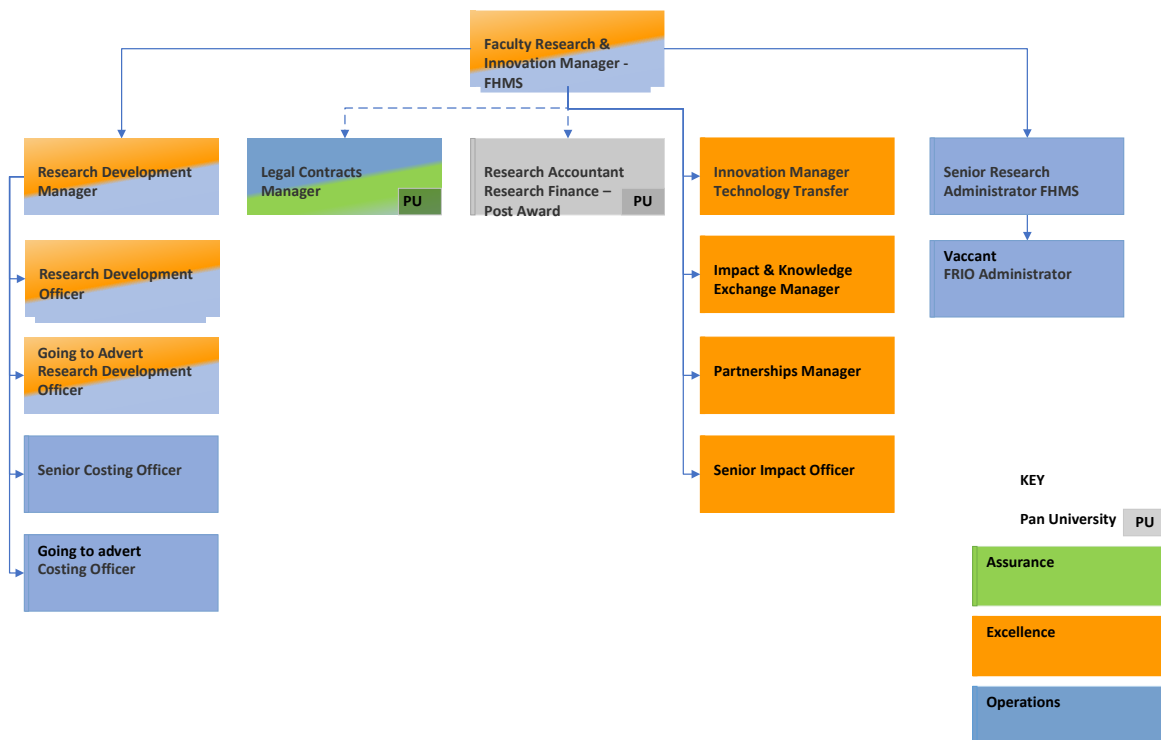 Faculty Research &
Innovation Manager -
FHMS
Research Development
Manager
Legal Contracts
Manager
PU
Research Accountant
Research Finance –
Post Award
PU
Innovation Manager
Technology Transfer
Senior Research
Administrator FHMS
Research Development
Officer
Impact & Knowledge
Exchange Manager
Vaccant
FRIO Administrator
Going to Advert
Research Development
Officer
Partnerships Manager
Senior Costing Officer
Senior Impact Officer
Going to advert
Costing Officer
KEY
Pan University
PU
Assurance
Excellence
Operations